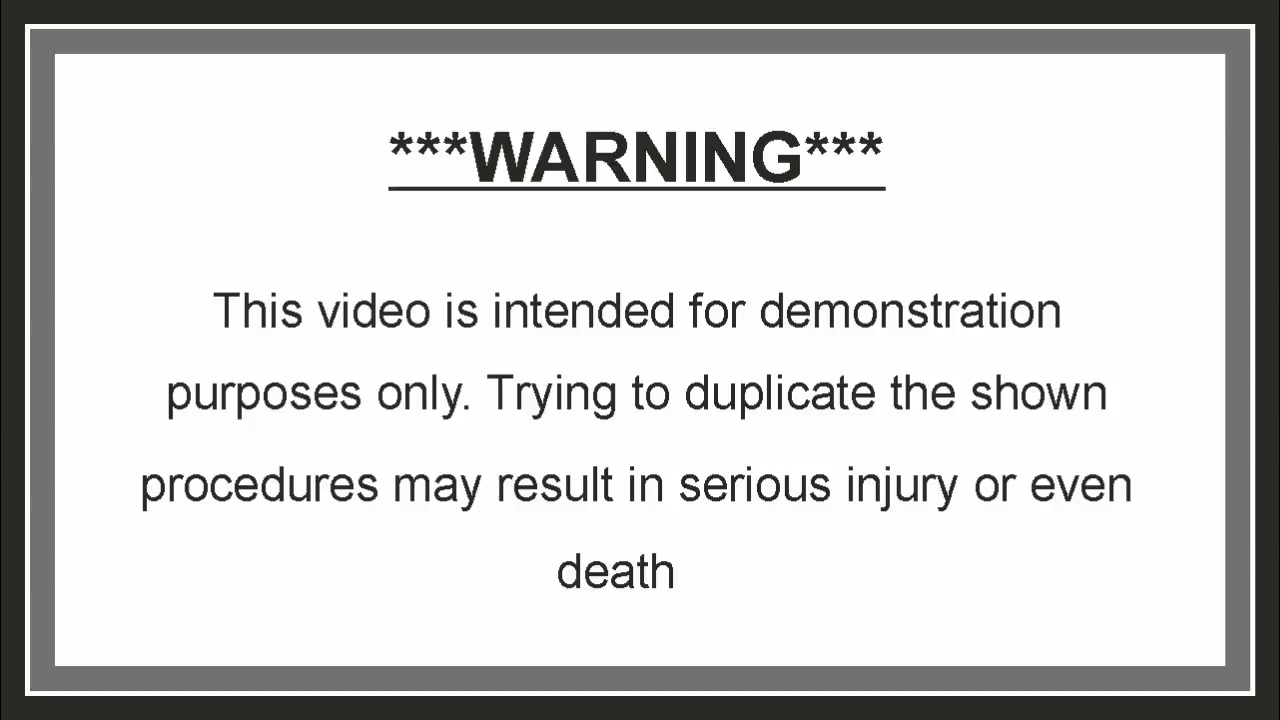 ***WARNING***
This video is intended for demonstration
purposes only. Trying to duplicate the shown
procedures may result in serious injury or even
death